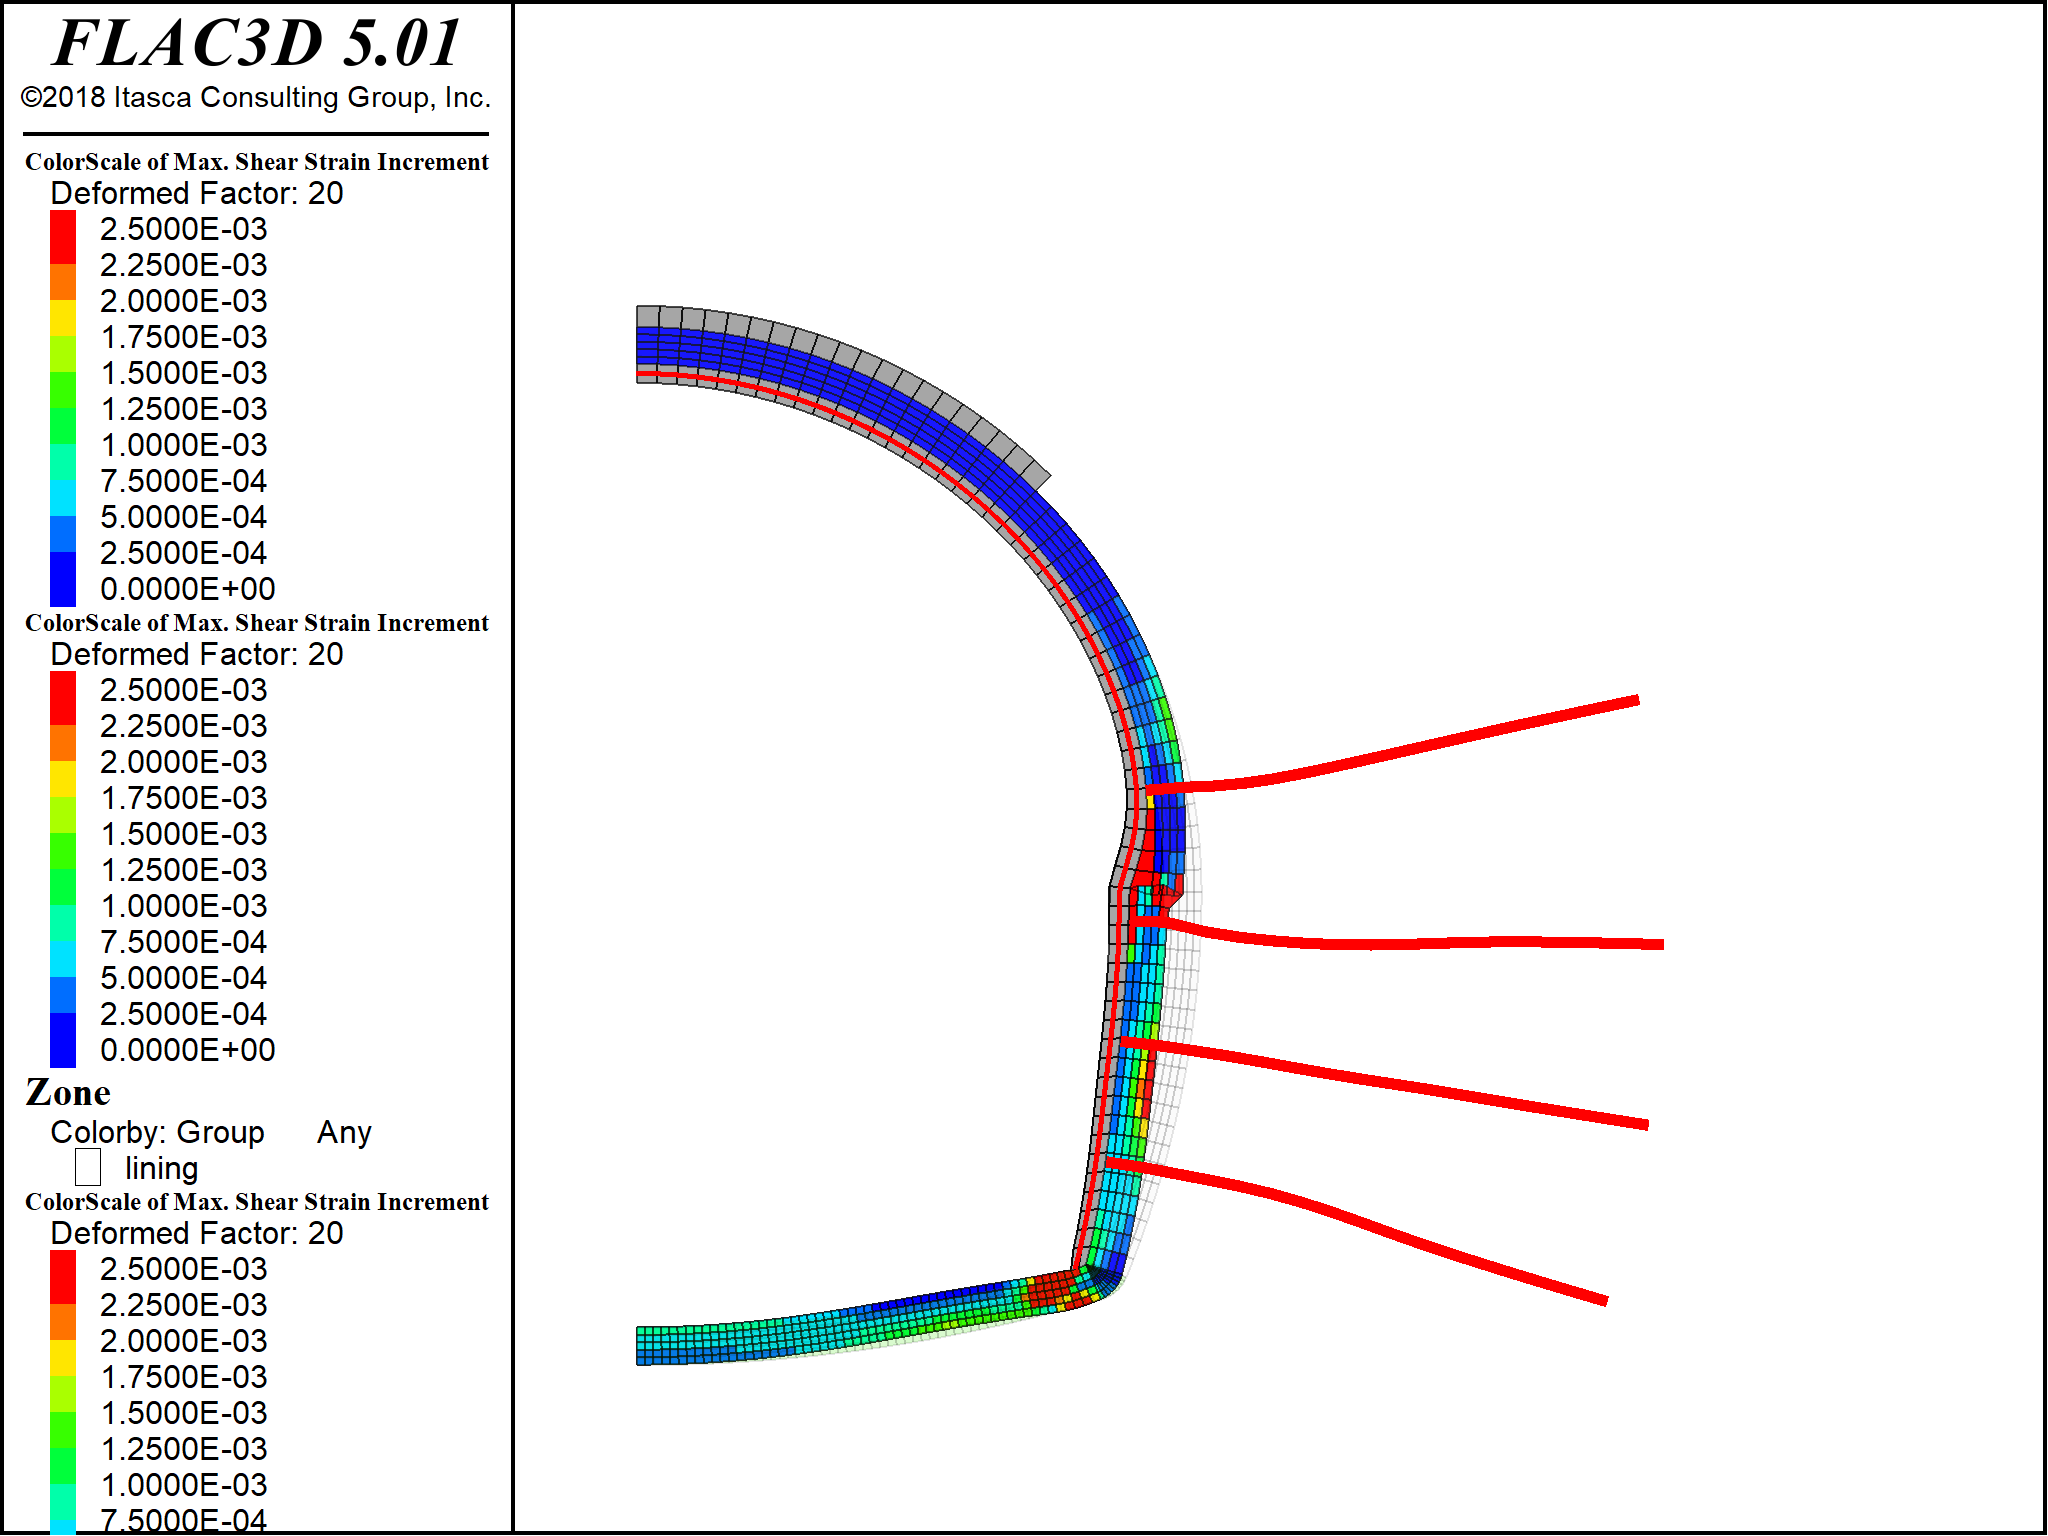 FLAC3D 5.01
©2018 Itasca Consulting Group, Inc.
ColorScale of Max. Shear Strain Increment
Deformed Factor: 20
2.5000E-03
2.2500E-03
2.0000E-03
1.7500E-03
1.5000E-03
1.2500E-03
1.0000E-03
7.5000E-04
5.0000E-04
2.5000E-04
0.0000E+00
ColorScale of Max. Shear Strain Increment
Deformed Factor: 20
2.5000E-03
2.2500E-03
2.0000E-03
1.7500E-03
1.5000E-03
1.2500E-03
1.0000E-03
7.5000E-04
5.0000E-04
2.5000E-04
0.0000E+00
Zone
Colorby: Group Any
lining
ColorScale of Max. Shear Strain Increment
Deformed Factor: 20
2.5000E-03
2.2500E-03
2.0000E-03
1.7500E-03
1.5000E-03
1.2500E-03
1.0000E-03
7.5000E-04